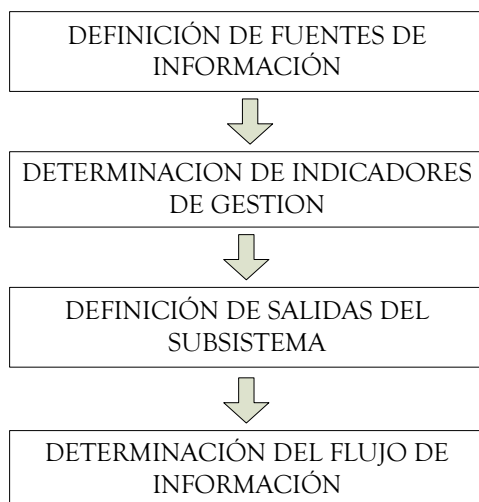 DEFINICIÓN DE FUENTES DE
INFORMACIÓN
DETERMINACION DE INDICADORES
DE GESTION
DEFINICIÓN DE SALIDAS DEL
SUBSISTEMA
DETERMINACIÓN DEL FLUJO DE
INFORMACIÓN